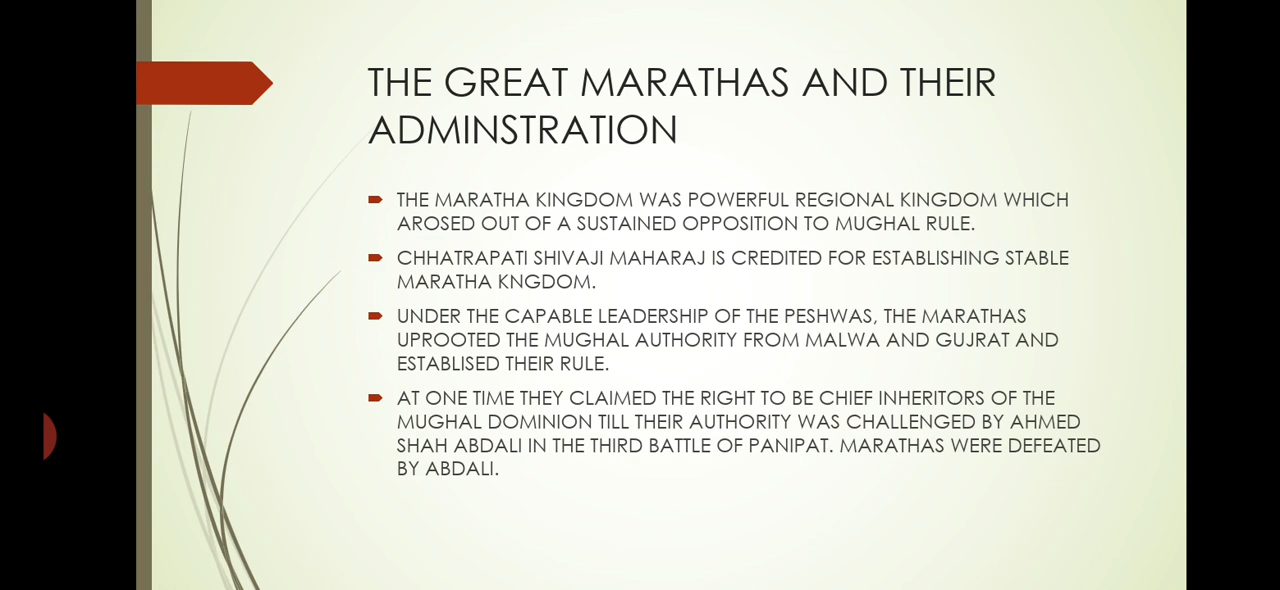 THE GREAT MARATHAS AND THEIR
ADMINSTRATION
THE MARATHA KINGDOM WAS POWERFUL REGIONAL KINGDOM WHICH
AROSED OUT OF A SUSTAINED OPPOSITION TO MUGHAL RULE.
CHHATRAPATI SHIVAJI MAHARAJ IS CREDITED FOR ESTABLISHING STABLE
MARATHA KNGDOM.
UNDER THE CAPABLE LEADERSHIP OF THE PESHWAS, THE MARATHAS
UPROOTED THE MUGHAL AUTHORITY FROM MALWA AND GUJRAT AND
ESTABLISED THEIR RULE.
AT ONE TIME THEY CLAIMED THE RIGHT TO BE CHIEF INHERITORS OF THE
MUGHAL DOMINION TILL THEIR AUTHORITY WAS CHALLENGED BY AHMED
SHAH ABDALI IN THE THIRD BATTLE OF PANIPAT. MARATHAS WERE DEFEATED
BY ABDALI.